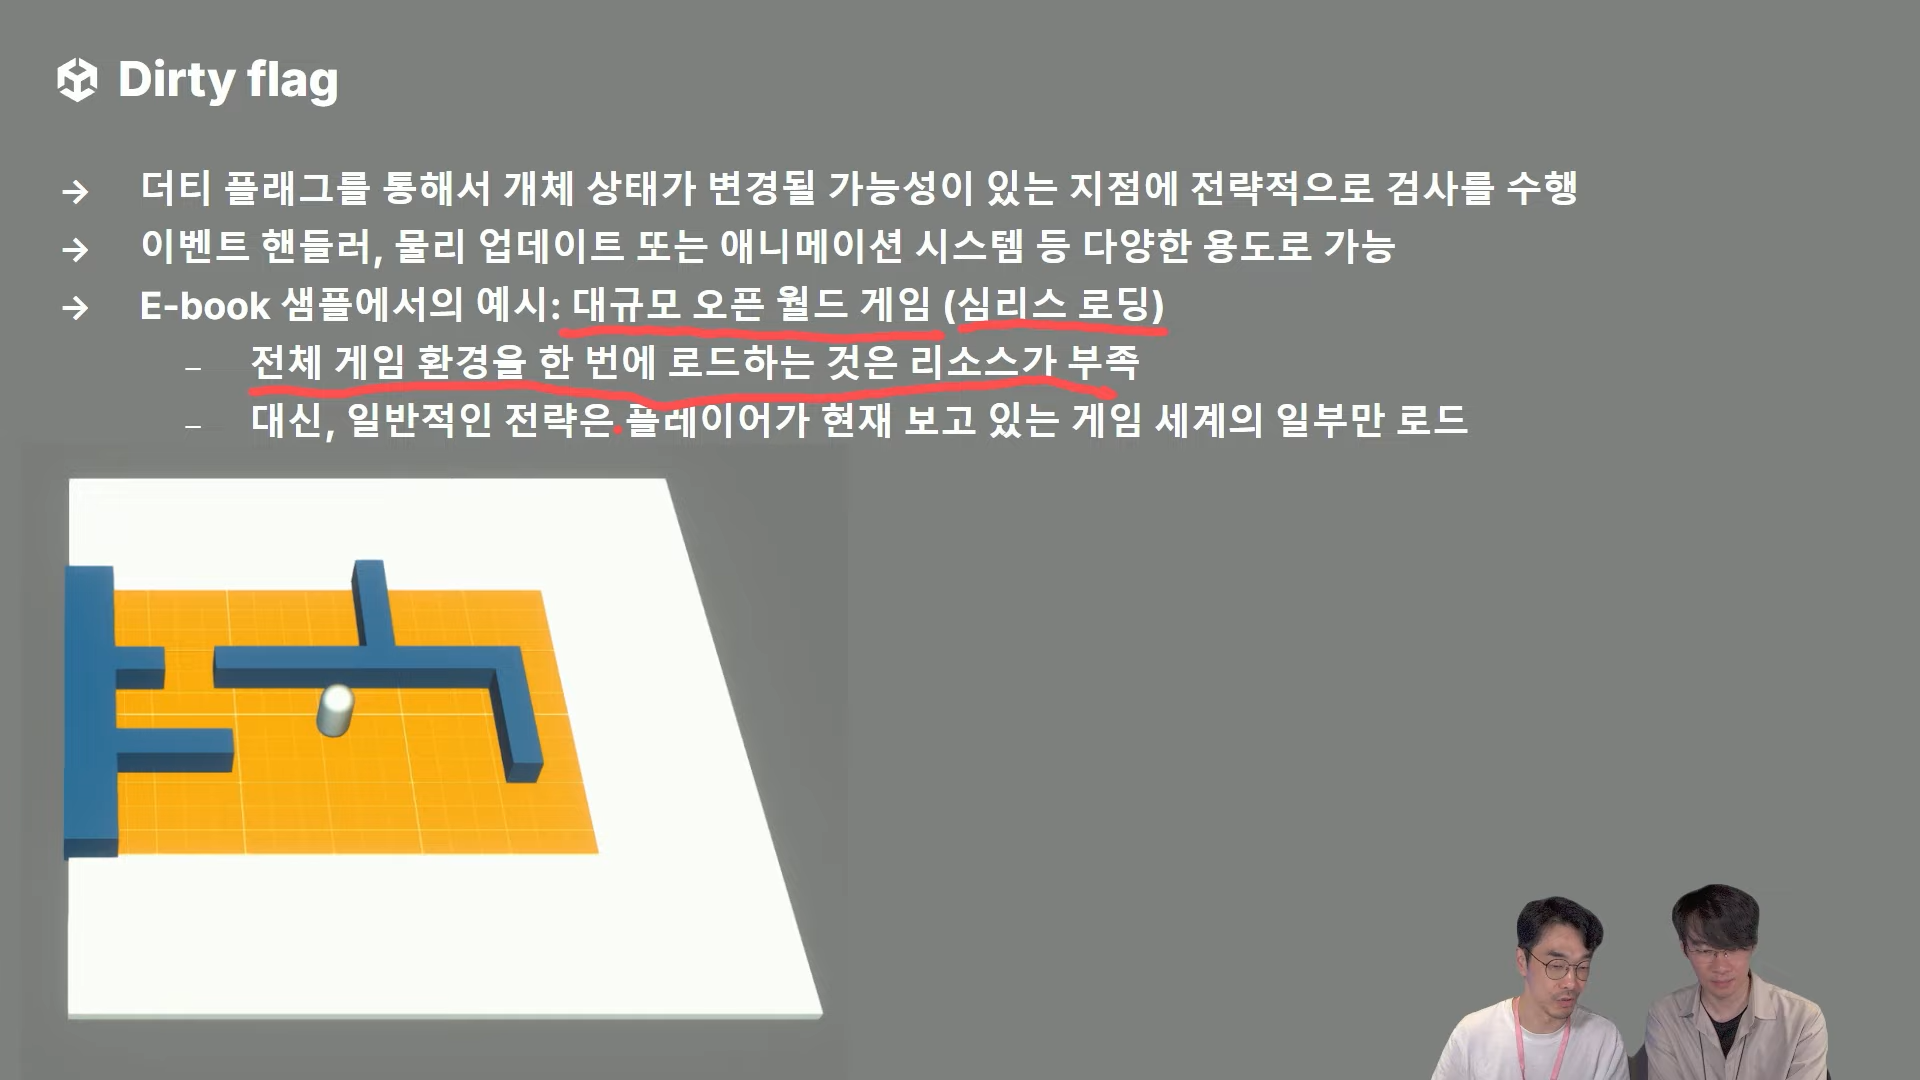 Dirty flag
→ 더티 플래그를 통해서 개체 상태가 변경될 가능성이 있는 지점에 전략적으로 검사를 수행
→ 이벤트 핸들러, 물리 업데이트 또는 애니메이션 시스템 등 다양한 용도로 가능
→ E-book 샘플에서의 예시: 대규모 오픈 월드 게임 (심리스 로딩)
– 전체 게임 환경을 한 번에 로드하는 것은 리소스가 부족
– 대신, 일반적인 전략은 플레이어가 현재 보고 있는 게임 세계의 일부만 로드